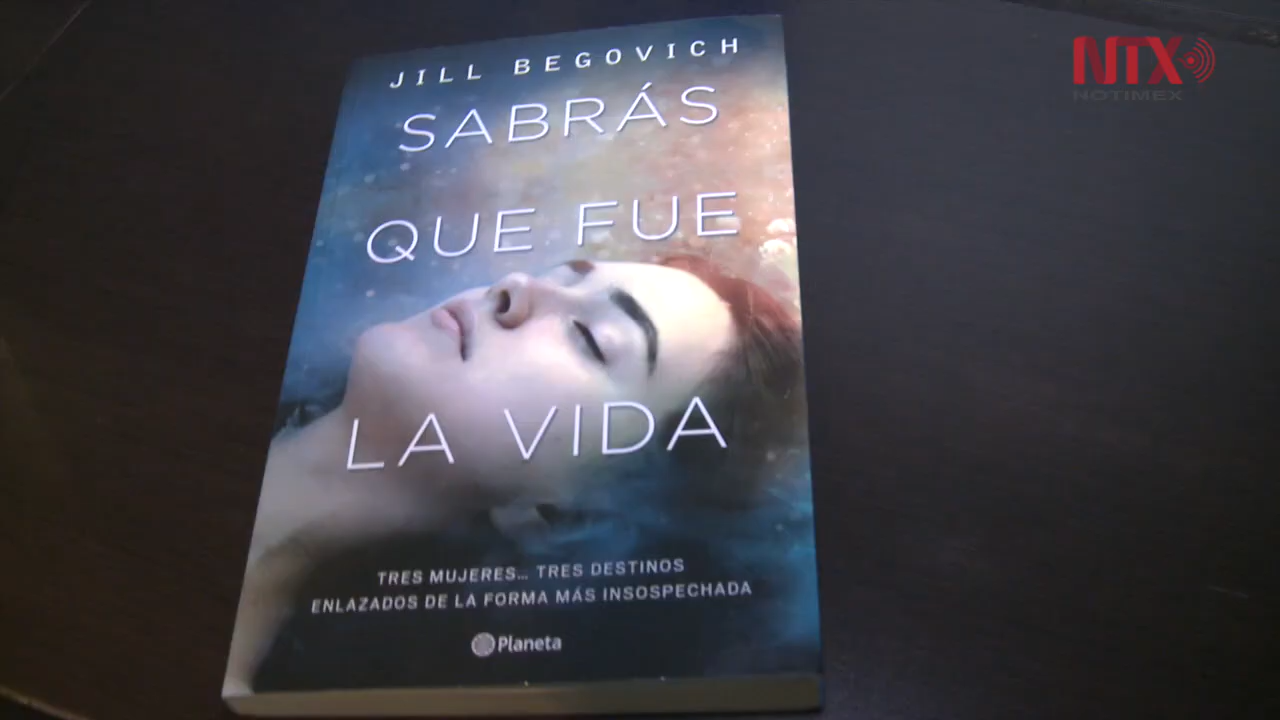 JILL BEGOVICH
SABRÁS
QUE FUE
LA VIDA
TRES MUJERES... TRES DESTINOS
ENLAZADOS DE LA FORMA MÁS INSOSPECHADA
Planeta
NTX
NOTIMEX